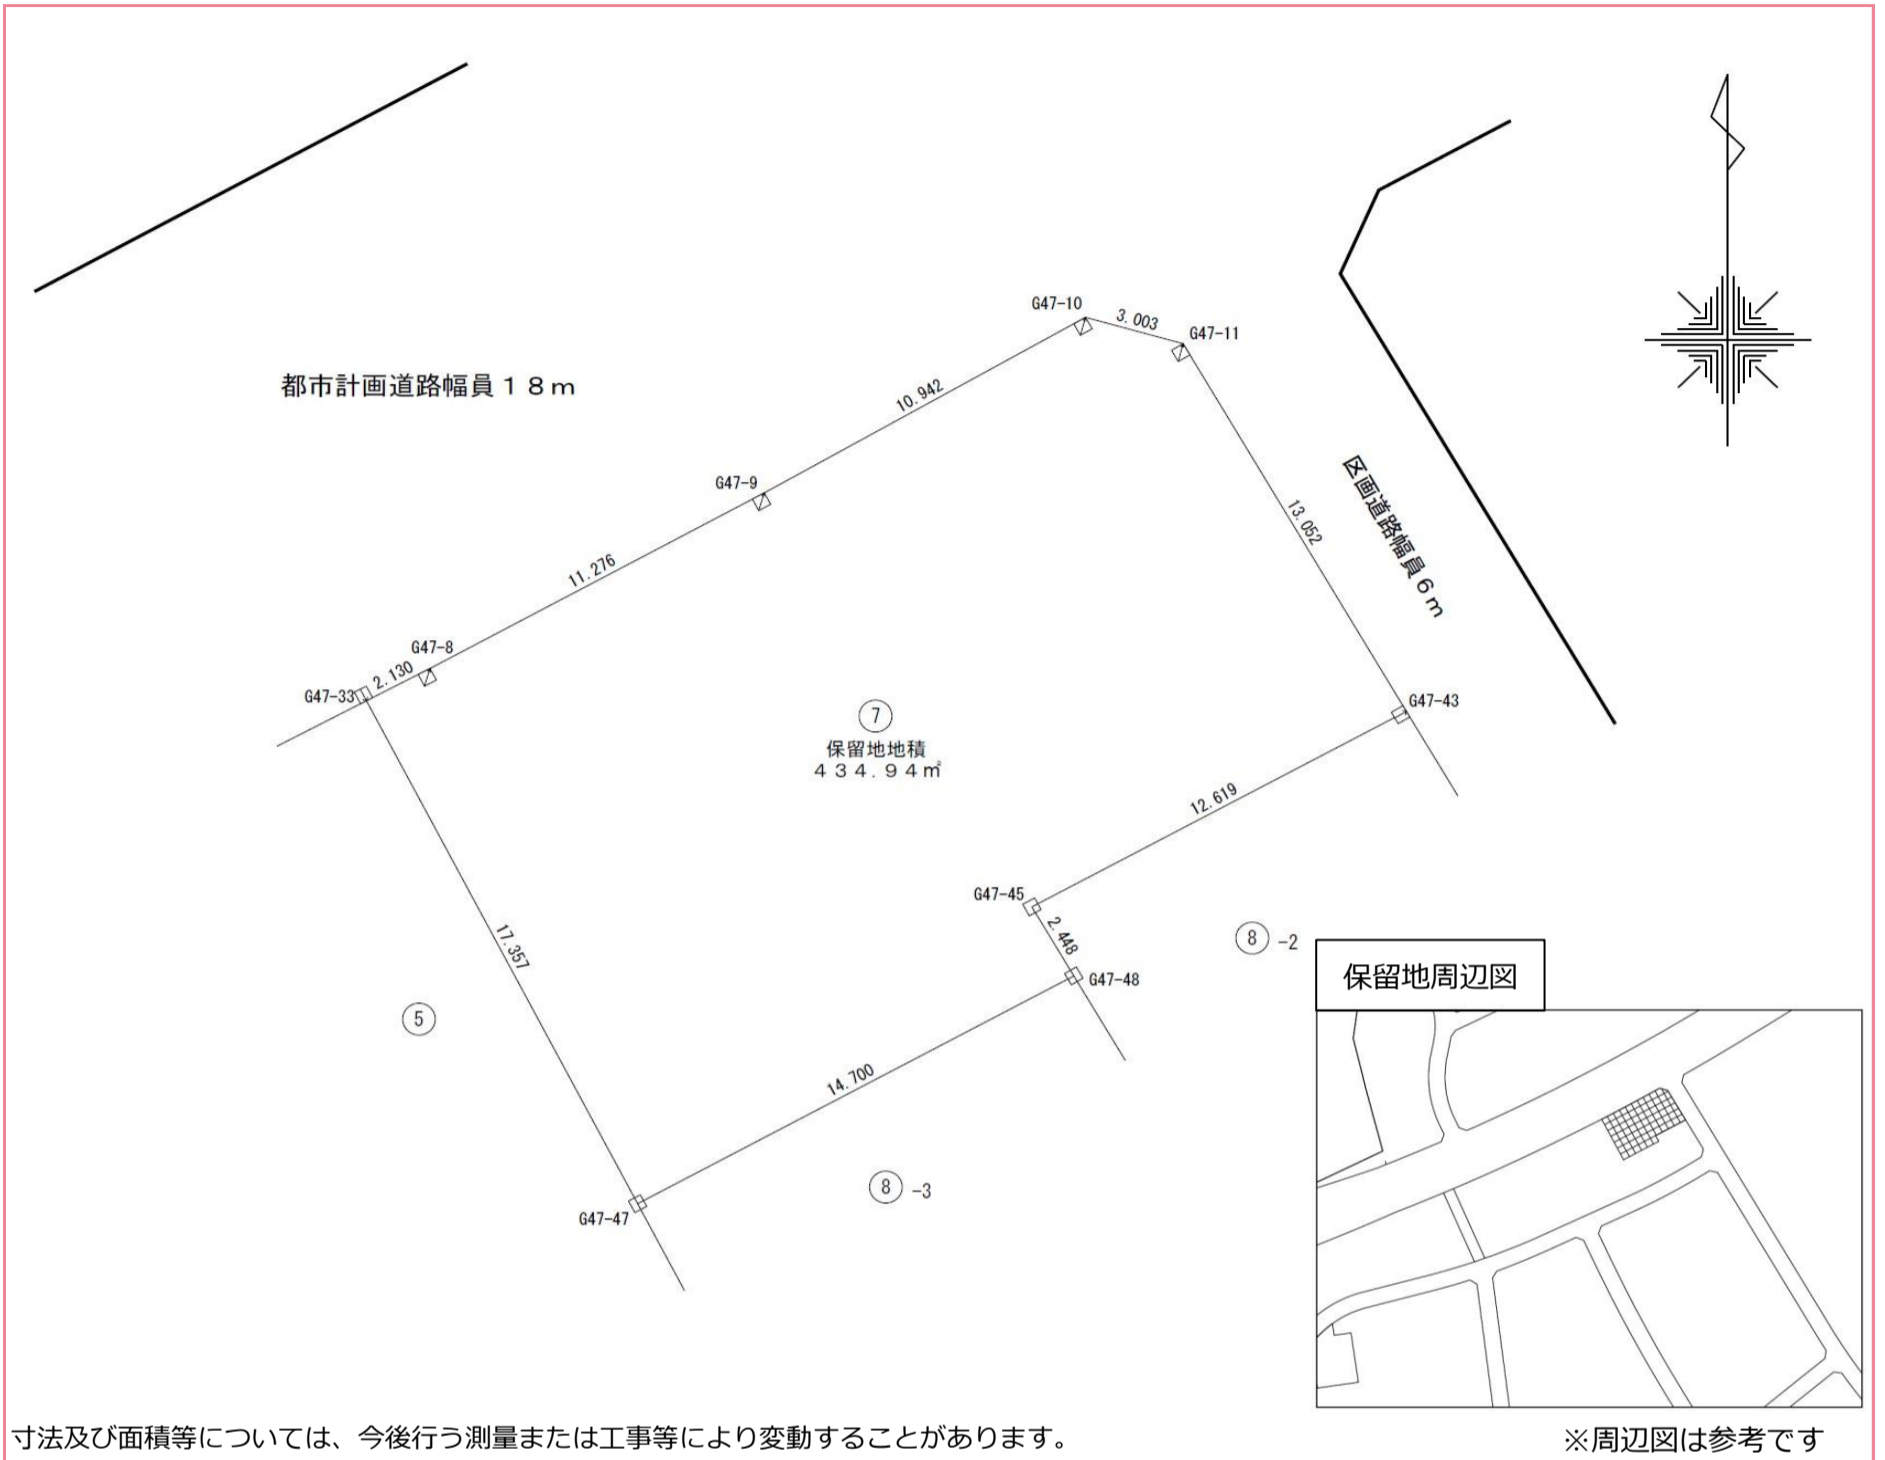 G47-10
3.003
G47-11
都市計画道路幅員１８ｍ
10.942
G47-9
13.052
区画道路幅員６ｍ
11.276
G47-8
2.130
G47-33
G47-43
7
保留地地積
４３４.９４㎡
12.619
G47-45
2.448
8 -2
G47-48
17.357
5
14.700
8 -3
G47-47
保留地周辺図
寸法及び面積等については、今後行う測量または工事等により変動することがあります。
※周辺図は参考です